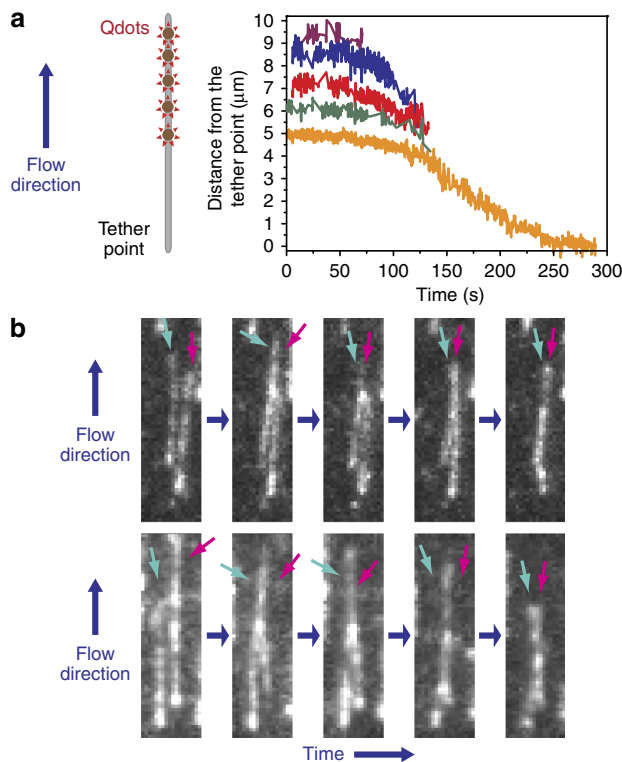 a
Qdots
Flow
direction
Tether
point
Distance from the
tether point (μm)
10
9
8
7
6
5
4
3
2
1
0
0 50 100 150 200 250 300
Time (s)
b
Flow
direction
Flow
direction
Time